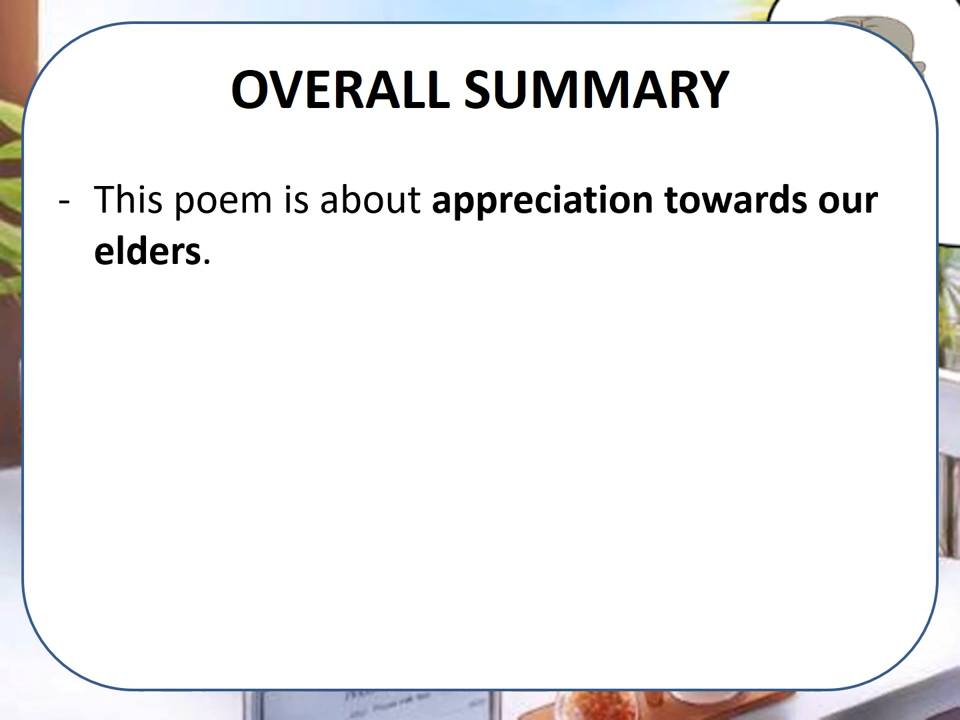 OVERALL SUMMARY
- This poem is about appreciation towards our
elders.